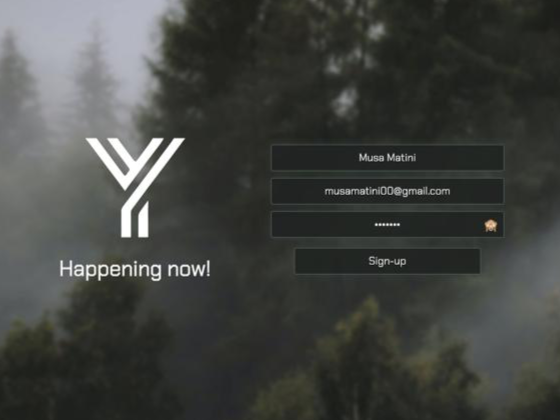 Y
Happening now!
Musa Matini
musamatini00@gmail.com
•••••••
Sign-up